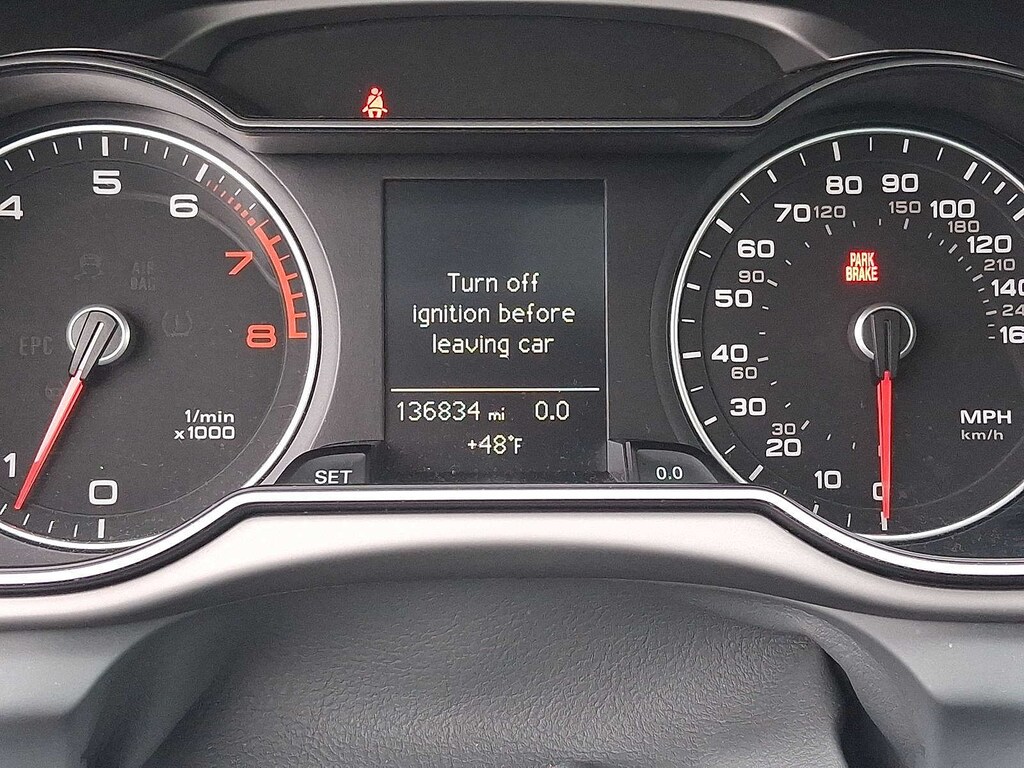 4
5
6
7
8
AIR
BAG
EPC
1/min
x1000
1
0
SET
Turn off
ignition before
leaving car
136834 mi 0.0
+48°F
0.0
PARK
BRAKE
80 90
70 120 150 100
180
60 120
90 210
50 140
40 60
30
30
20
10 0
MPH
km/h